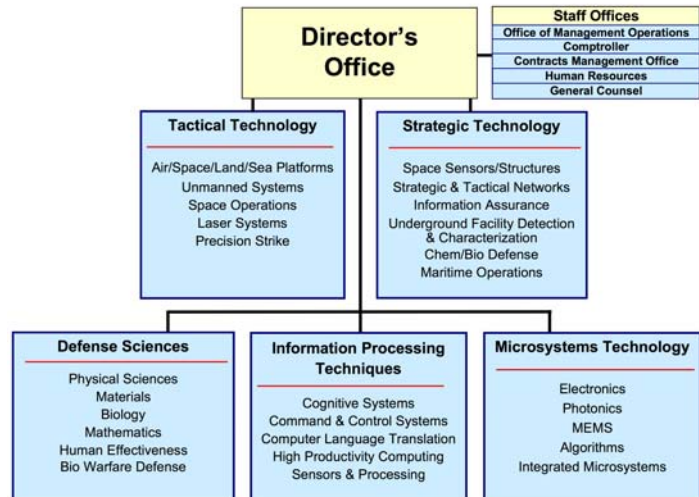 Director's
Office
Staff Offices
Office of Management Operations
Comptroller
Contracts Management Office
Human Resources
General Counsel
Tactical Technology
Air/Space/Land/Sea Platforms
Unmanned Systems
Space Operations
Laser Systems
Precision Strike
Strategic Technology
Space Sensors/Structures
Strategic & Tactical Networks
Information Assurance
Underground Facility Detection
& Characterization
Chem/Bio Defense
Maritime Operations
Defense Sciences
Physical Sciences
Materials
Biology
Mathematics
Human Effectiveness
Bio Warfare Defense
Information Processing
Techniques
Cognitive Systems
Command & Control Systems
Computer Language Translation
High Productivity Computing
Sensors & Processing
Microsystems Technology
Electronics
Photonics
MEMS
Algorithms
Integrated Microsystems